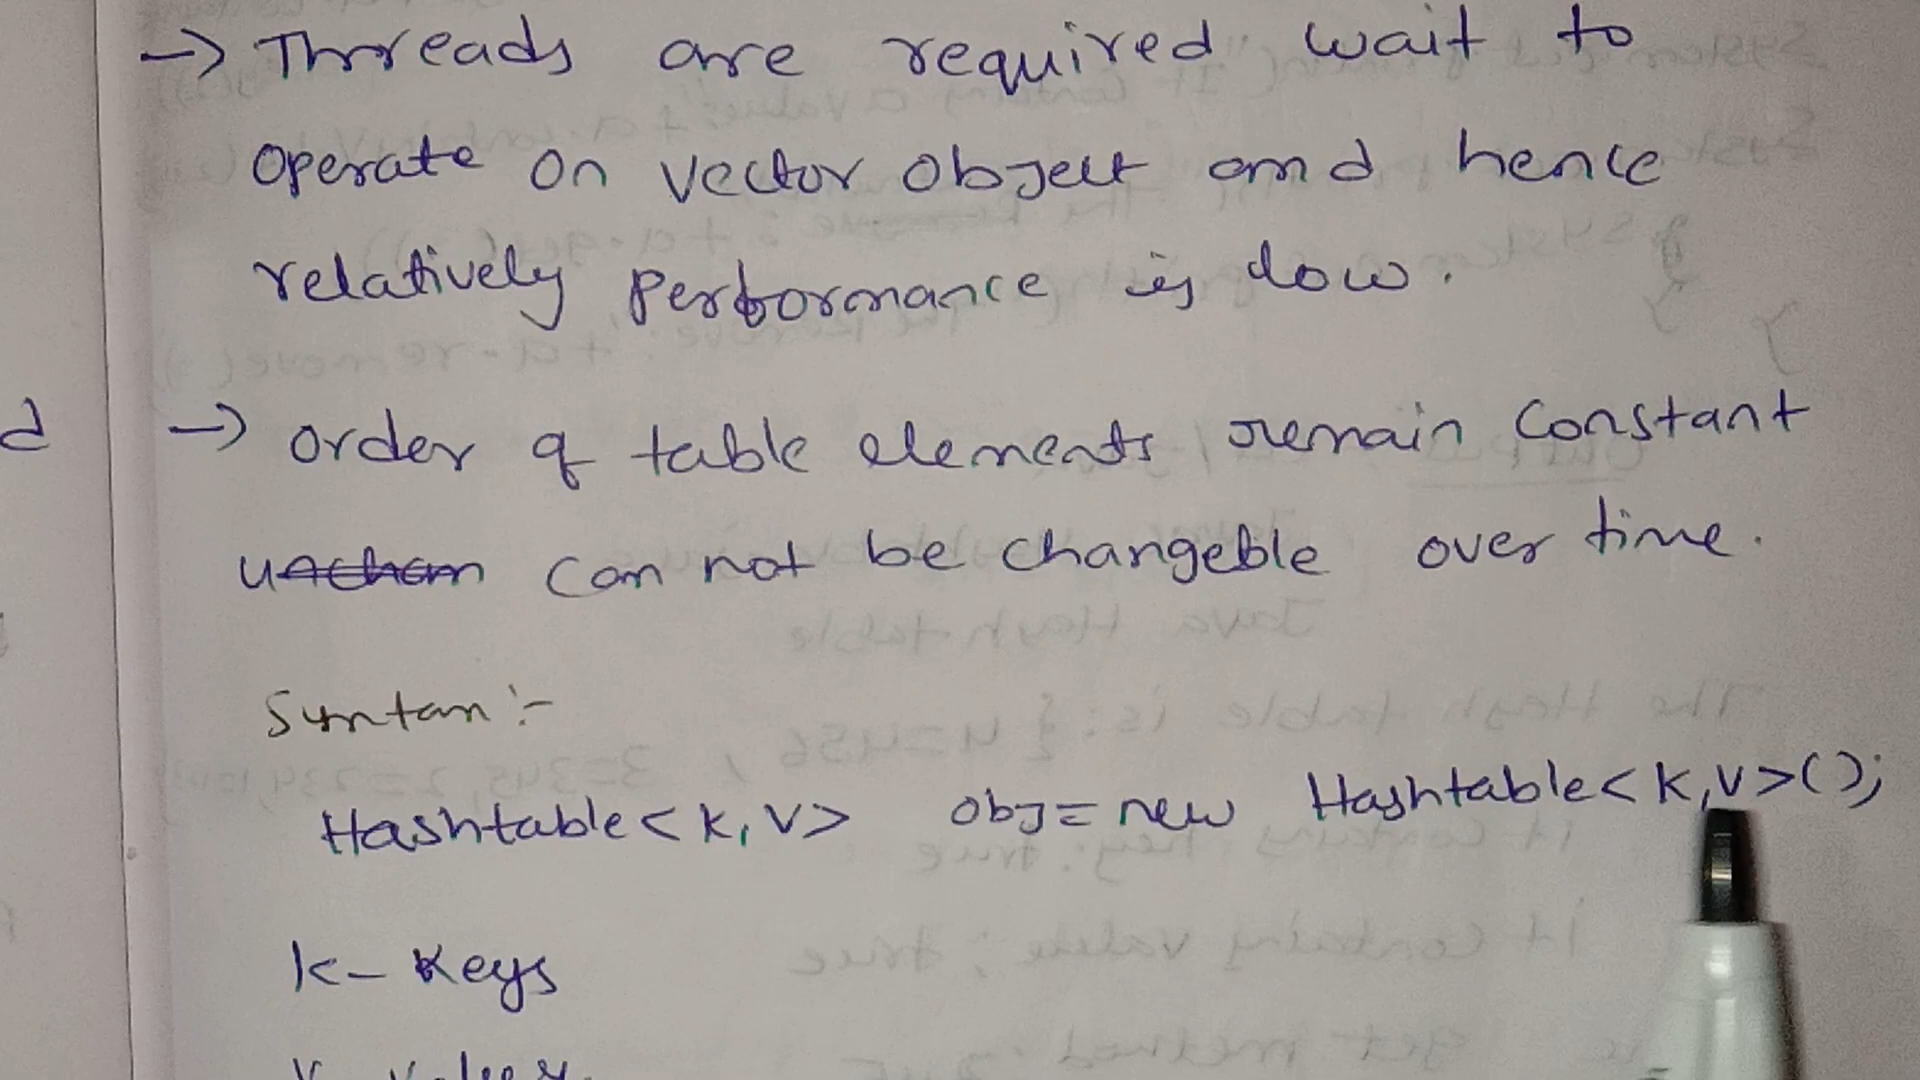 → Threads are required wait to
operate on vector object and hence
relatively performance is low.
d → order of table elements remain constant
can not be changeble over time.
Syntax :-
Hashtable<K, V> obj = new Hashtable<K,V>();
K - Keys
V - Values.